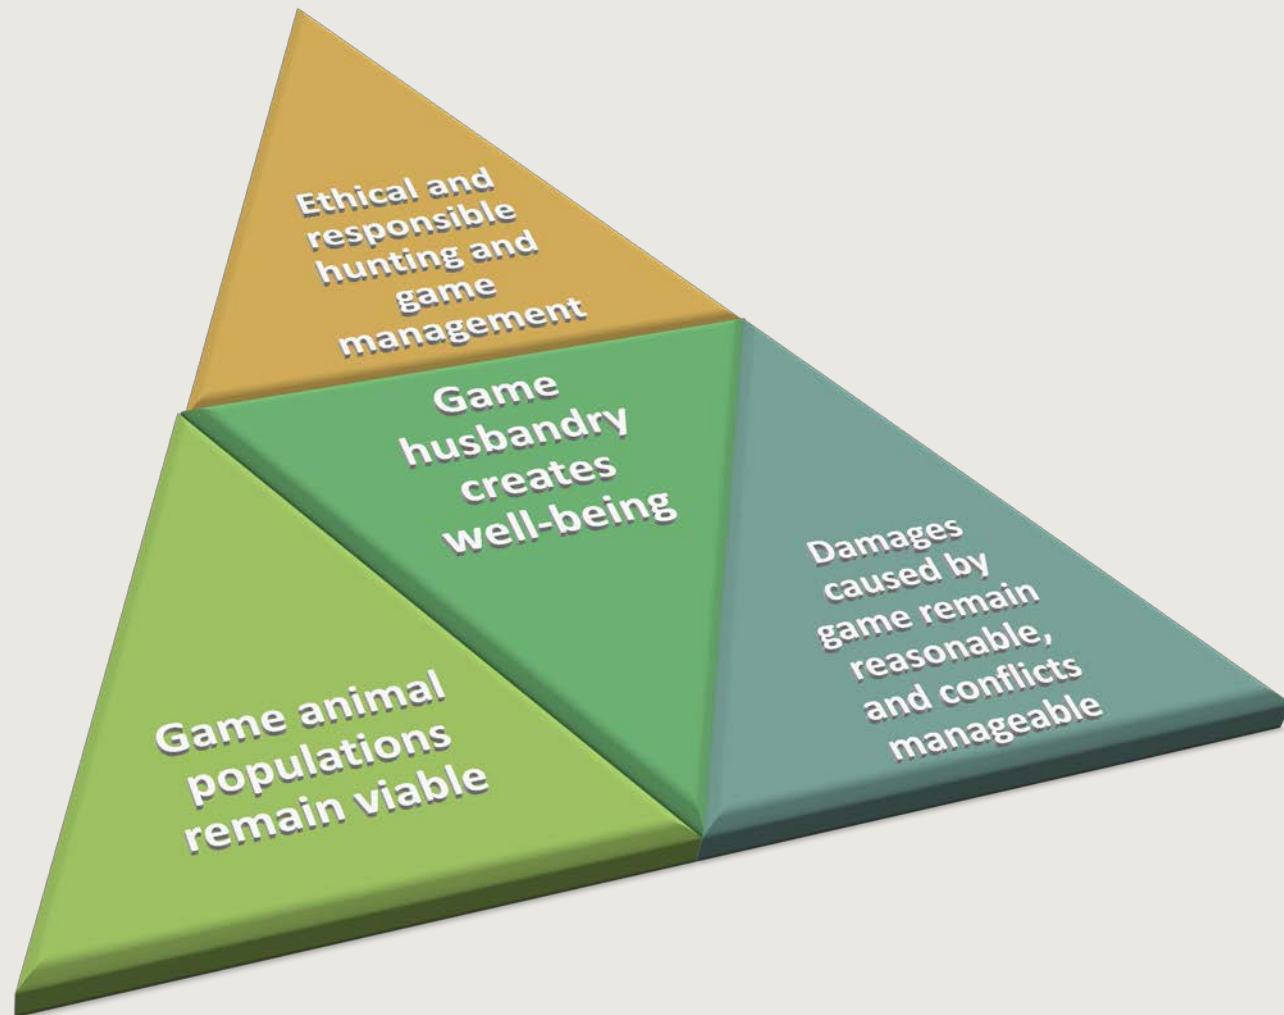 Ethical and
responsible
hunting and
game
management
Game
husbandry
creates
well-being
Game animal
populations
remain viable
Damages
caused by
game remain
reasonable,
and conflicts
manageable